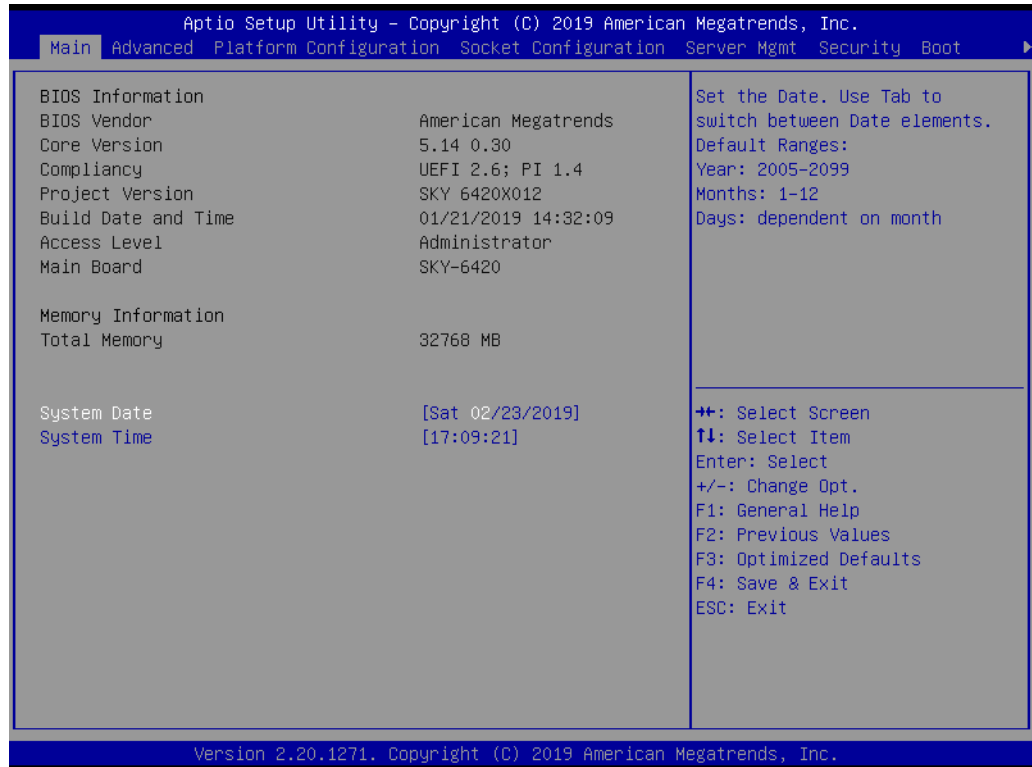 Aptio Setup Utility – Copyright (C) 2019 American Megatrends, Inc.
Main Advanced Platform Configuration Socket Configuration Server Mgmt Security Boot ►
BIOS Information
BIOS Vendor American Megatrends
Core Version 5.14 0.30
Compliancy UEFI 2.6; PI 1.4
Project Version SKY 6420X012
Build Date and Time 01/21/2019 14:32:09
Access Level Administrator
Main Board SKY-6420
Memory Information
Total Memory 32768 MB
System Date [Sat 02/23/2019]
System Time [17:09:21]
Set the Date. Use Tab to
switch between Date elements.
Default Ranges:
Year: 2005-2099
Months: 1-12
Days: dependent on month
→←: Select Screen
↑↓: Select Item
Enter: Select
+/-: Change Opt.
F1: General Help
F2: Previous Values
F3: Optimized Defaults
F4: Save & Exit
ESC: Exit
Version 2.20.1271. Copyright (C) 2019 American Megatrends, Inc.